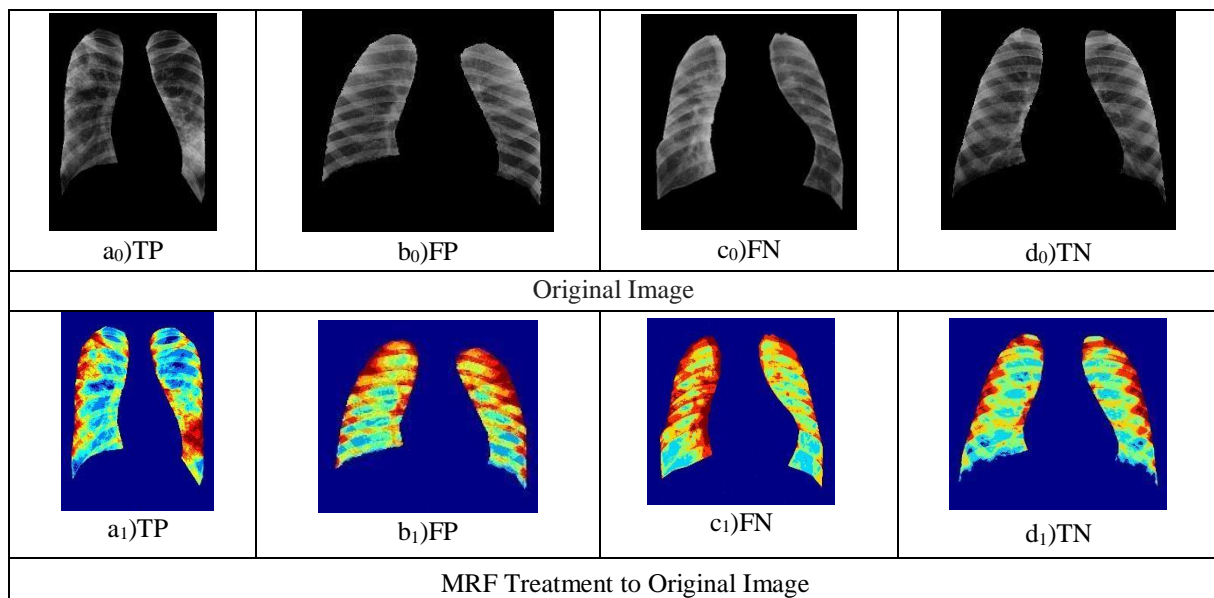 a₀)TP b₀)FP c₀)FN d₀)TN
Original Image
a₁)TP b₁)FP c₁)FN d₁)TN
MRF Treatment to Original Image